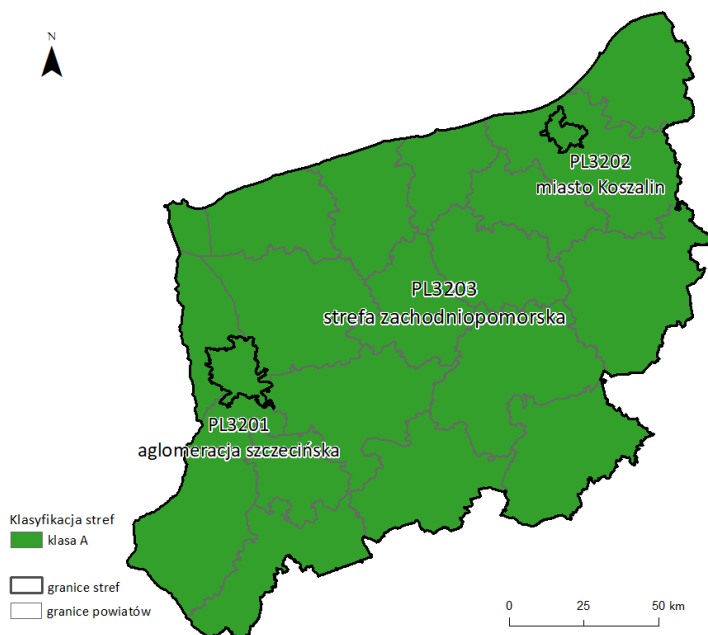 N
PL3202
miasto Koszalin
PL3203
strefa zachodniopomorska
PL3201
aglomeracja szczecińska
Klasyfikacja stref
klasa A
granice stref
granice powiatów
0 25 50 km